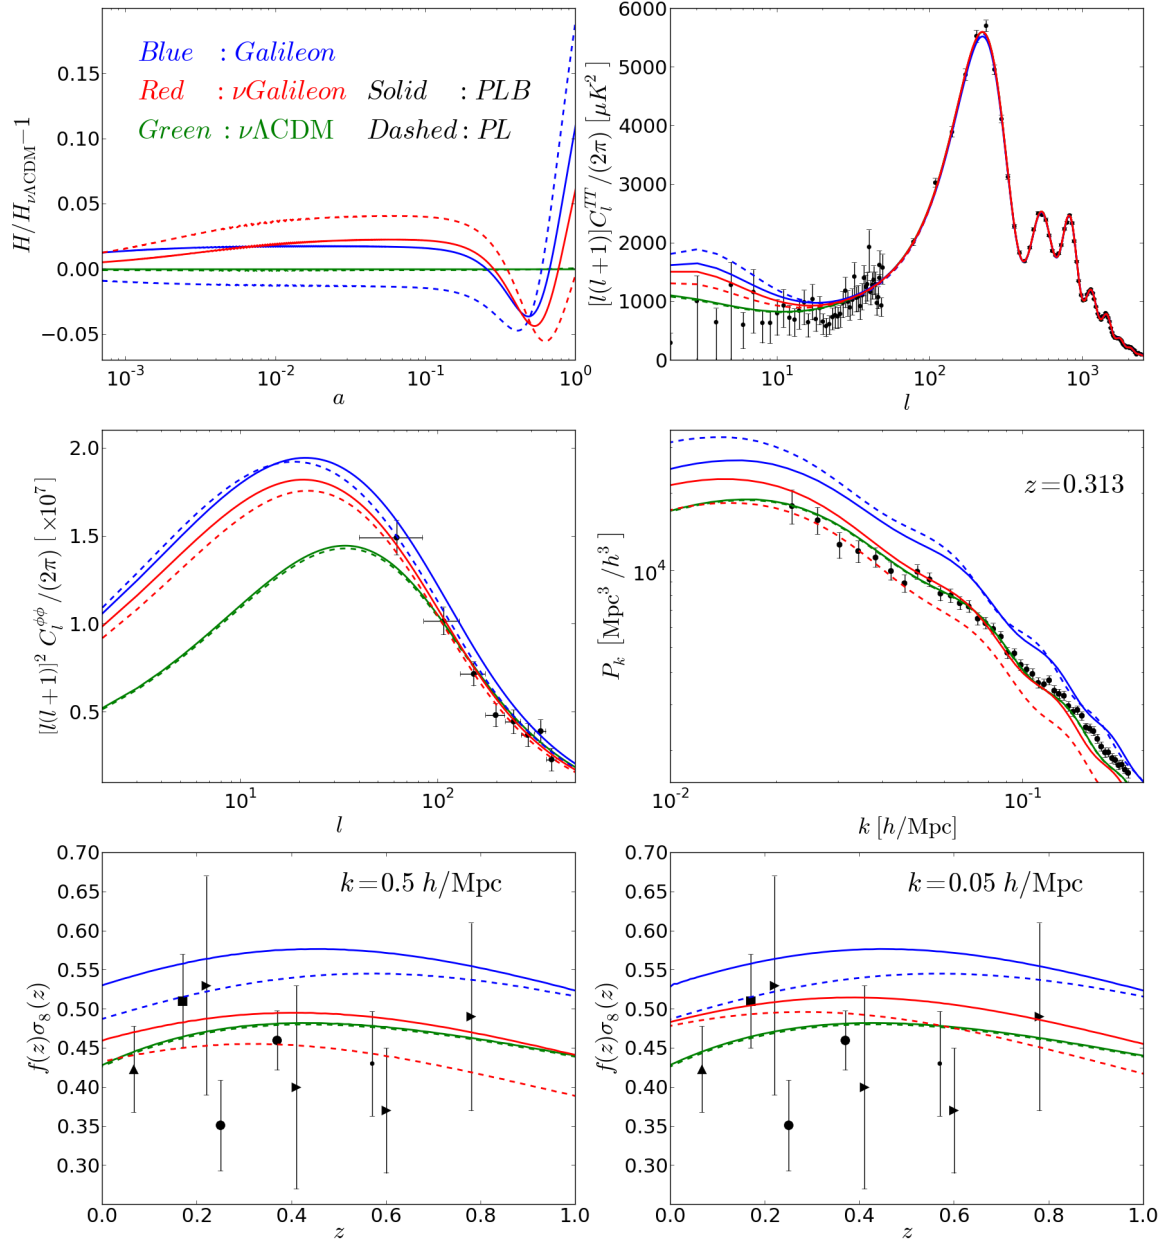 0.15
0.10
0.05
0.00
−0.05
H/H_νΛCDM−1
Blue : Galileon
Red : νGalileon Solid : PLB
Green : νΛCDM Dashed : PL
10^-3 10^-2 10^-1 10^0
a
6000
5000
4000
3000
2000
1000
0
[l(l+1)]C_l^TT/(2π) [μK^2]
10^1 10^2 10^3
l
2.0
1.5
1.0
0.5
[l(l+1)]^2 C_l^ϕϕ/(2π) [×10^7]
10^1 10^2
l
z=0.313
10^4
P_k [Mpc^3/h^3]
10^-2 10^-1
k [h/Mpc]
0.70
0.65
0.60
0.55
0.50
0.45
0.40
0.35
0.30
f(z)σ_8(z)
k=0.5 h/Mpc
0.0 0.2 0.4 0.6 0.8 1.0
z
0.70
0.65
0.60
0.55
0.50
0.45
0.40
0.35
0.30
f(z)σ_8(z)
k=0.05 h/Mpc
0.0 0.2 0.4 0.6 0.8 1.0
z